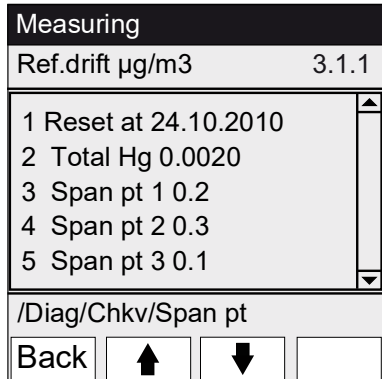 Measuring
Ref.drift µg/m3 3.1.1
1 Reset at 24.10.2010
2 Total Hg 0.0020
3 Span pt 1 0.2
4 Span pt 2 0.3
5 Span pt 3 0.1
/Diag/Chkv/Span pt
Back